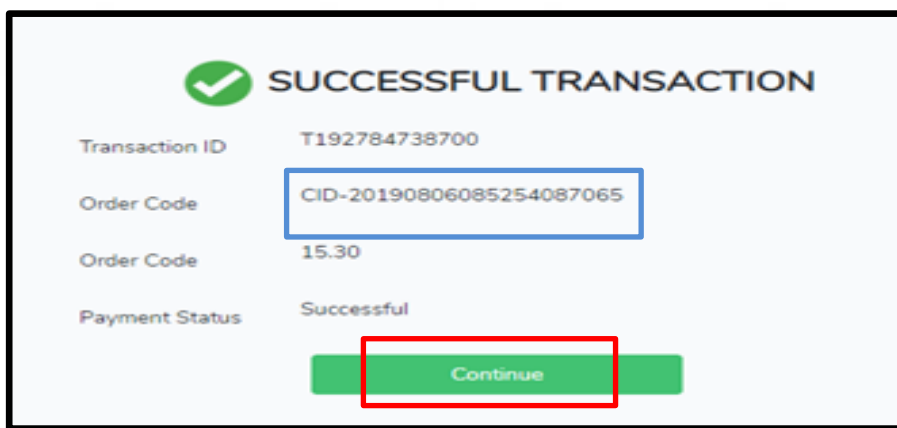 SUCCESSFUL TRANSACTION
Transaction ID T192784738700
Order Code CID-20190806085254087065
Order Code 15.30
Payment Status Successful
Continue